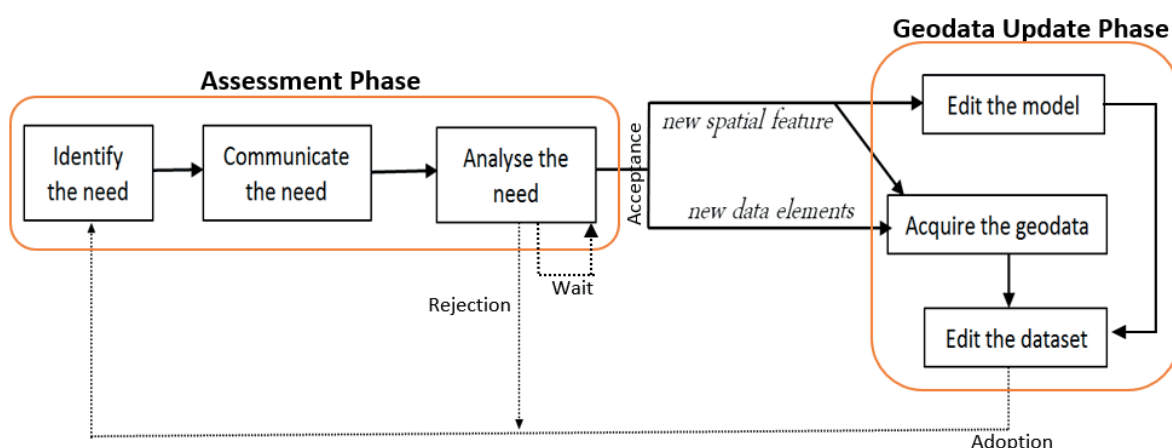 Geodata Update Phase
Assessment Phase
Edit the model
new spatial feature
Identify
the need
Communicate
the need
Analyse the
need
Acceptance
new data elements
Acquire the geodata
Wait
Rejection
Edit the dataset
Adoption